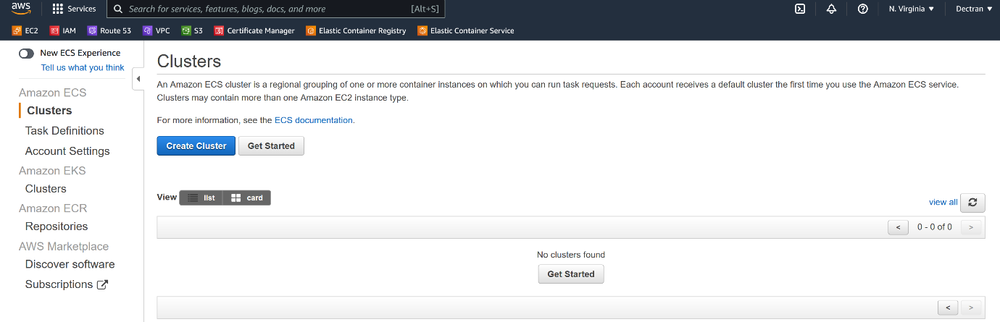 aws
Services
Search for services, features, blogs, docs, and more [Alt+S]
N. Virginia ▼ Dectran ▼
EC2 IAM Route 53 VPC S3 Certificate Manager Elastic Container Registry Elastic Container Service
New ECS Experience
Tell us what you think
Amazon ECS
Clusters
Task Definitions
Account Settings
Amazon EKS
Clusters
Amazon ECR
Repositories
AWS Marketplace
Discover software
Subscriptions
Clusters
An Amazon ECS cluster is a regional grouping of one or more container instances on which you can run task requests. Each account receives a default cluster the first time you use the Amazon ECS service.
Clusters may contain more than one Amazon EC2 instance type.
For more information, see the ECS documentation.
Create Cluster Get Started
View list card
view all
< 0 - 0 of 0 >
No clusters found
Get Started
< >